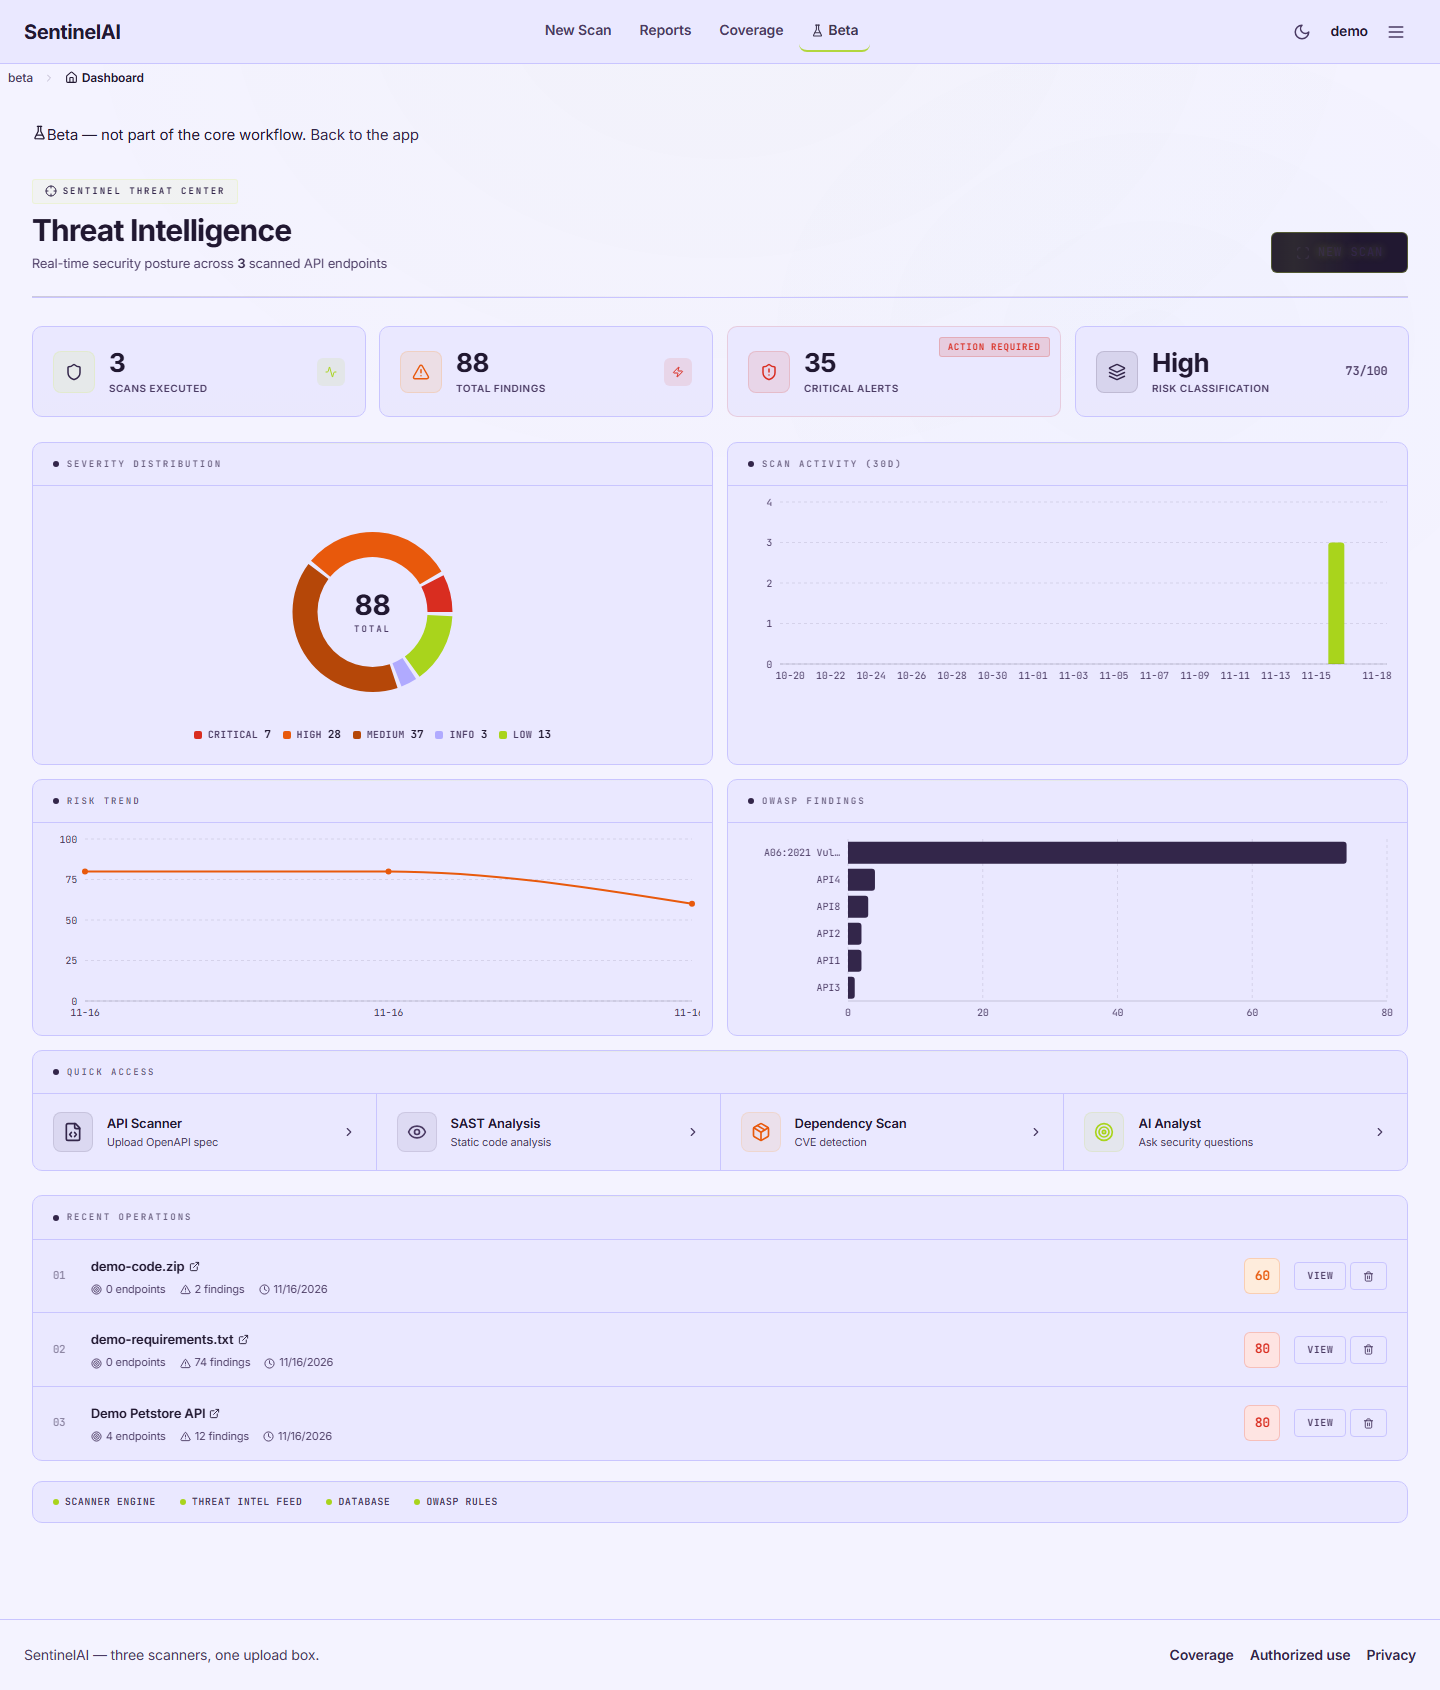 SentinelAI
New Scan
Reports
Coverage
Beta
demo
beta
Dashboard
Beta — not part of the core workflow. Back to the app
SENTINEL THREAT CENTER
Threat Intelligence
Real-time security posture across 3 scanned API endpoints
NEW SCAN
3
SCANS EXECUTED
88
TOTAL FINDINGS
ACTION REQUIRED
35
CRITICAL ALERTS
High
RISK CLASSIFICATION
73/100
SEVERITY DISTRIBUTION
88
TOTAL
CRITICAL 7
HIGH 28
MEDIUM 37
INFO 3
LOW 13
SCAN ACTIVITY (30D)
4
3
2
1
0
10-20 10-22 10-24 10-26 10-28 10-30 11-01 11-03 11-05 11-07 11-09 11-11 11-13 11-15 11-18
RISK TREND
100
75
50
25
0
11-16 11-16 11-16
OWASP FINDINGS
A06:2021 Vul…
API4
API8
API2
API1
API3
0 20 40 60 80
QUICK ACCESS
API Scanner
Upload OpenAPI spec
SAST Analysis
Static code analysis
Dependency Scan
CVE detection
AI Analyst
Ask security questions
RECENT OPERATIONS
01
demo-code.zip
0 endpoints 2 findings 11/16/2026
60
VIEW
02
demo-requirements.txt
0 endpoints 74 findings 11/16/2026
80
VIEW
03
Demo Petstore API
4 endpoints 12 findings 11/16/2026
80
VIEW
SCANNER ENGINE
THREAT INTEL FEED
DATABASE
OWASP RULES
SentinelAI — three scanners, one upload box.
Coverage
Authorized use
Privacy